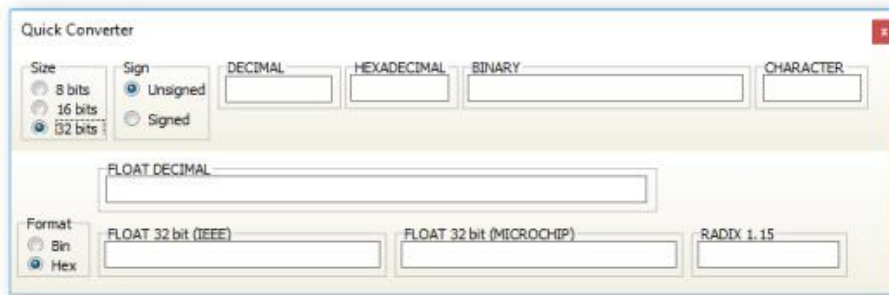 Quick Converter
x
Size
Sign
DECIMAL
HEXADECIMAL
BINARY
CHARACTER
8 bits
Unsigned
16 bits
Signed
32 bits
FLOAT DECIMAL
Format
Bin
Hex
FLOAT 32 bit (IEEE)
FLOAT 32 bit (MICROCHIP)
RADIX 1.15